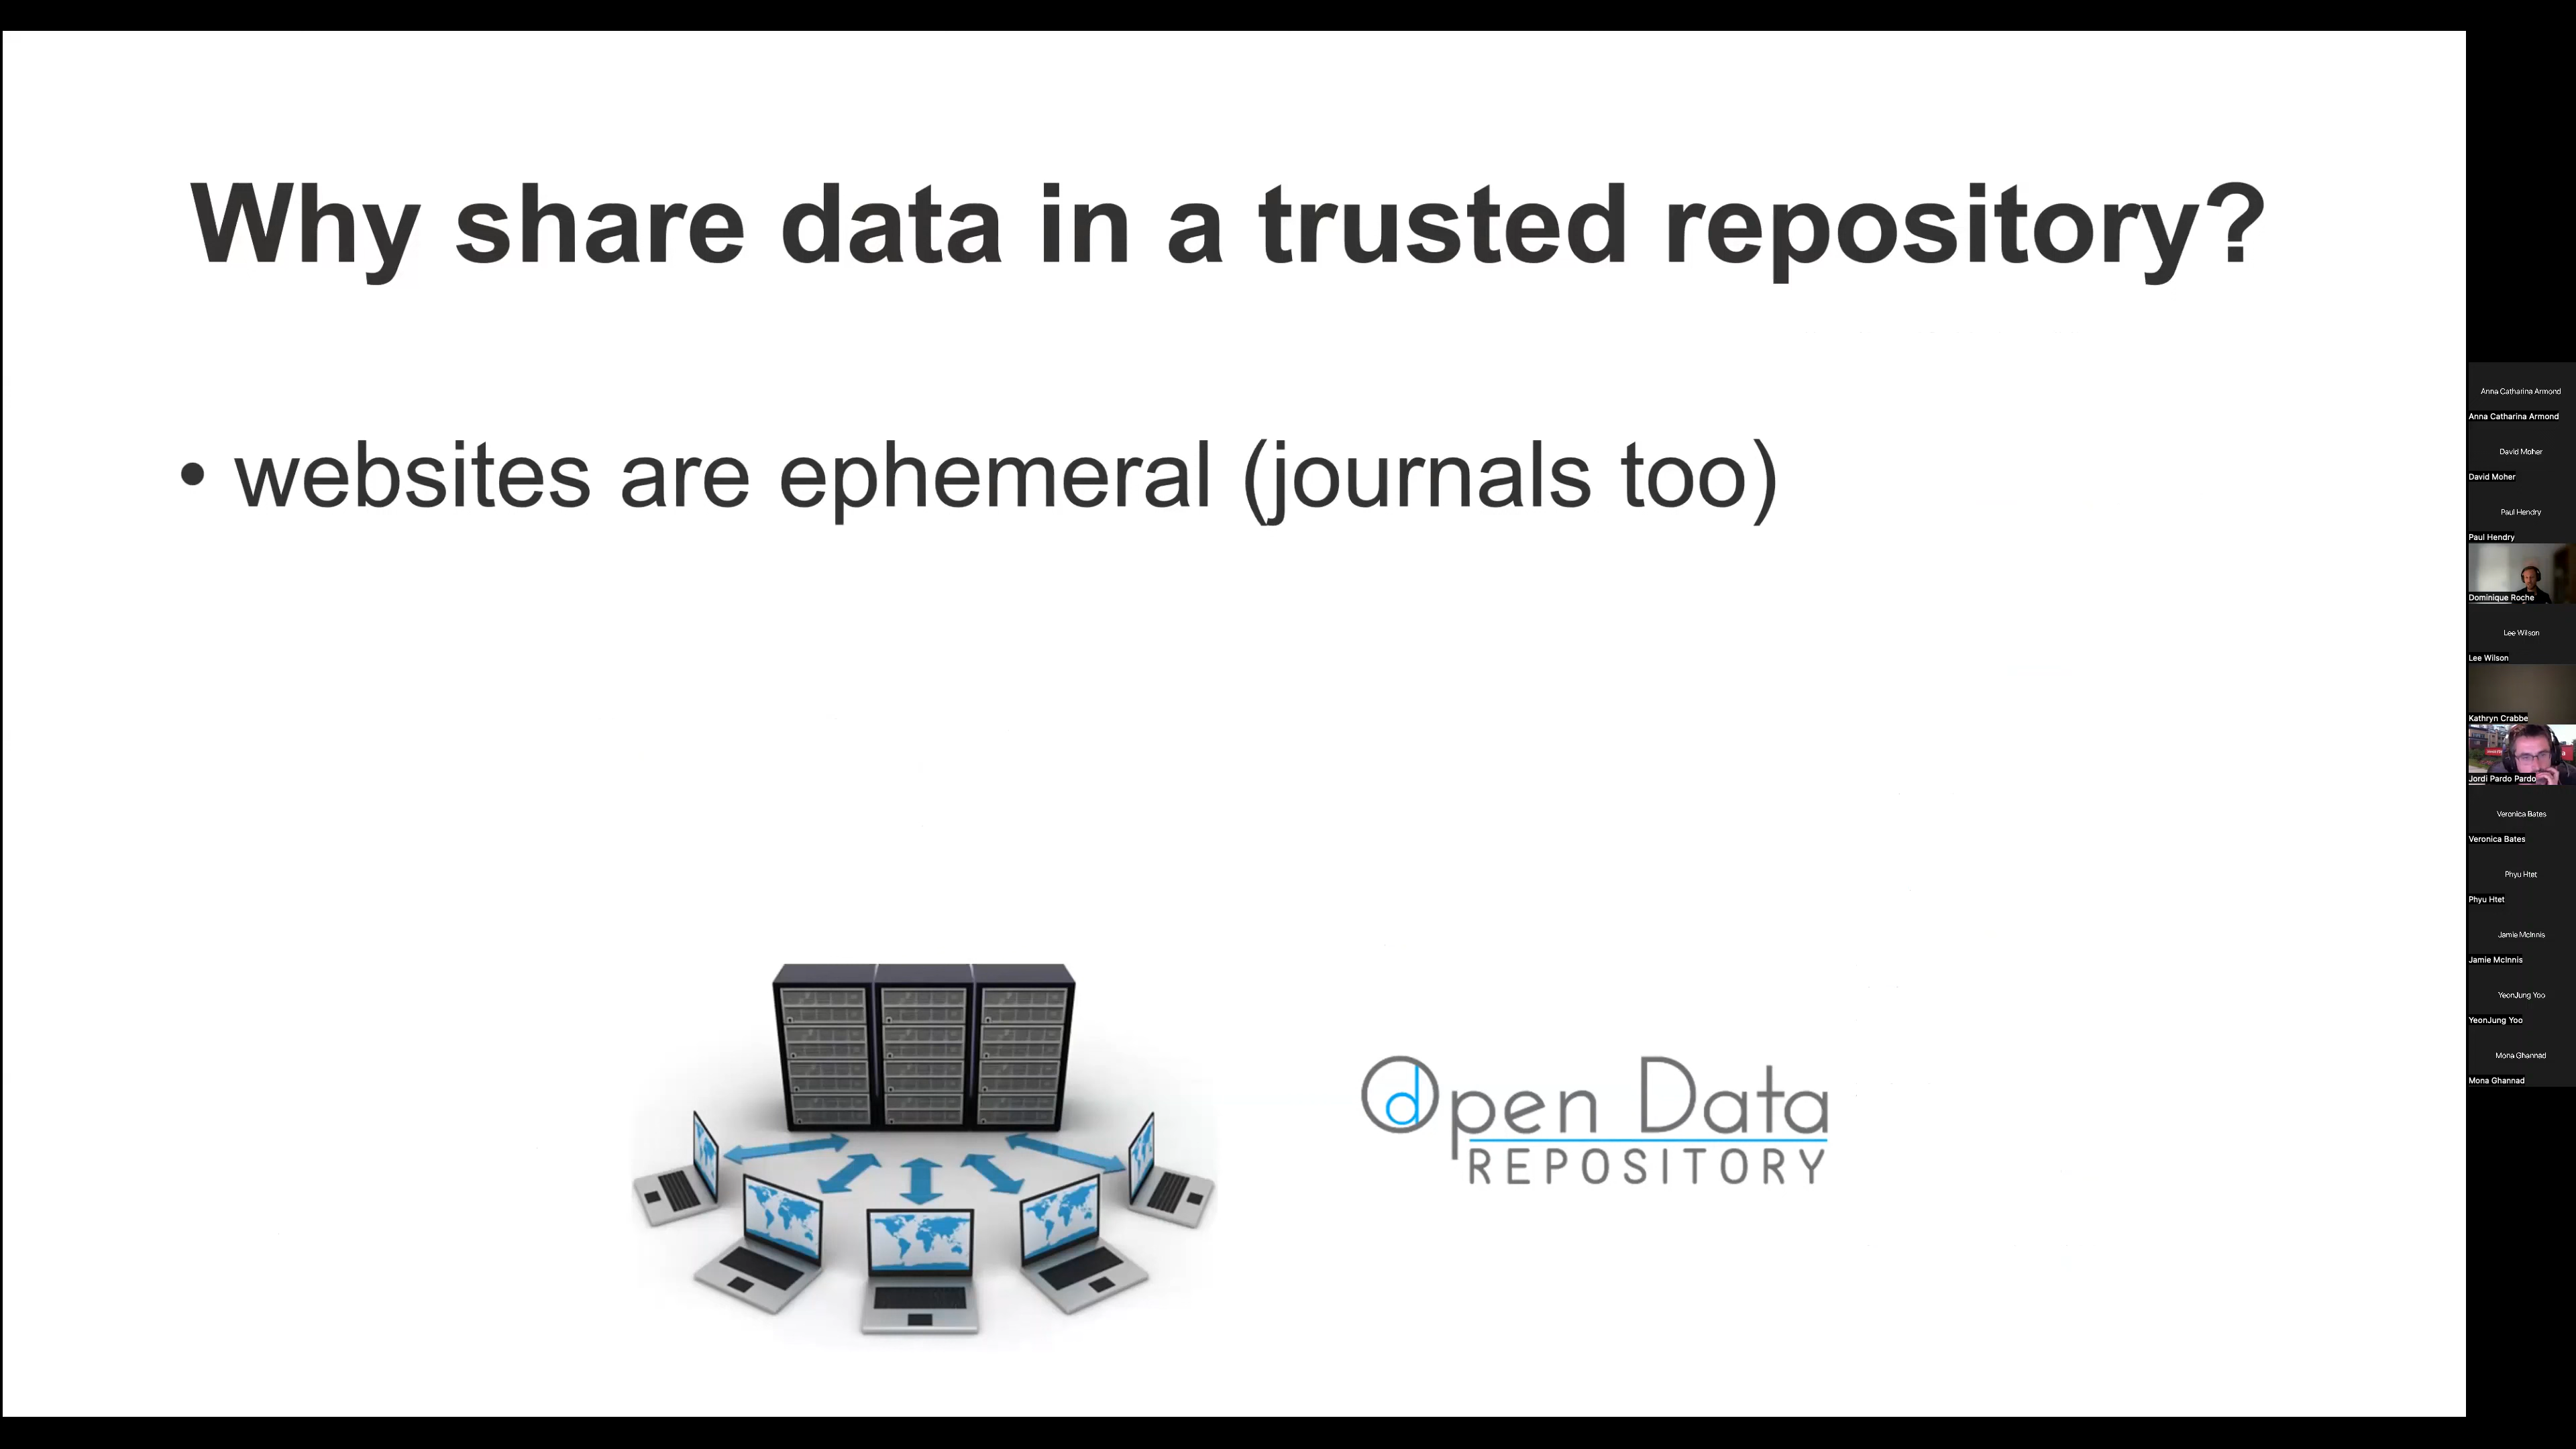 Why share data in a trusted repository?
• websites are ephemeral (journals too)
Open Data
REPOSITORY
Anna Catharina Armond
Anna Catharina Armond
David Moher
David Moher
Paul Hendry
Paul Hendry
Dominique Roche
Lee Wilson
Lee Wilson
Kathryn Crabbe
Jordi Pardo Pardo
Veronica Bates
Veronica Bates
Phyu Htet
Phyu Htet
Jamie McInnis
Jamie McInnis
YeonJung Yoo
YeonJung Yoo
Mona Ghannad
Mona Ghannad